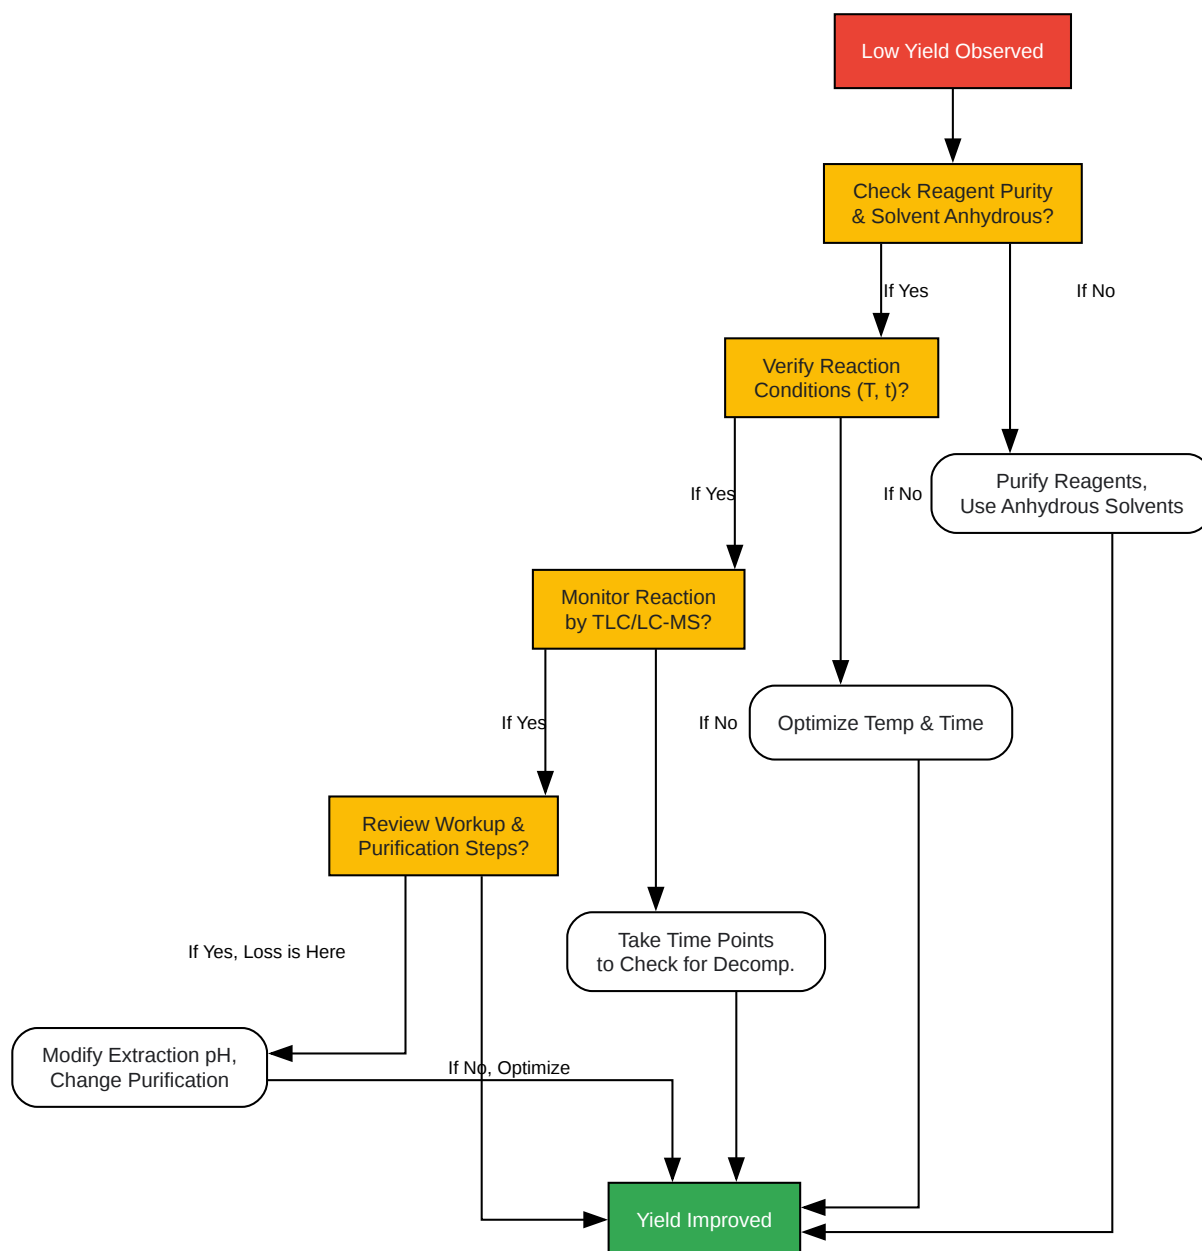 Low Yield Observed
Check Reagent Purity
& Solvent Anhydrous?
If Yes
If No
Verify Reaction
Conditions (T, t)?
If Yes
If No
Purify Reagents,
Use Anhydrous Solvents
Monitor Reaction
by TLC/LC-MS?
If Yes
If No
Optimize Temp & Time
Review Workup &
Purification Steps?
If Yes, Loss is Here
Take Time Points
to Check for Decomp.
Modify Extraction pH,
Change Purification
If No, Optimize
Yield Improved